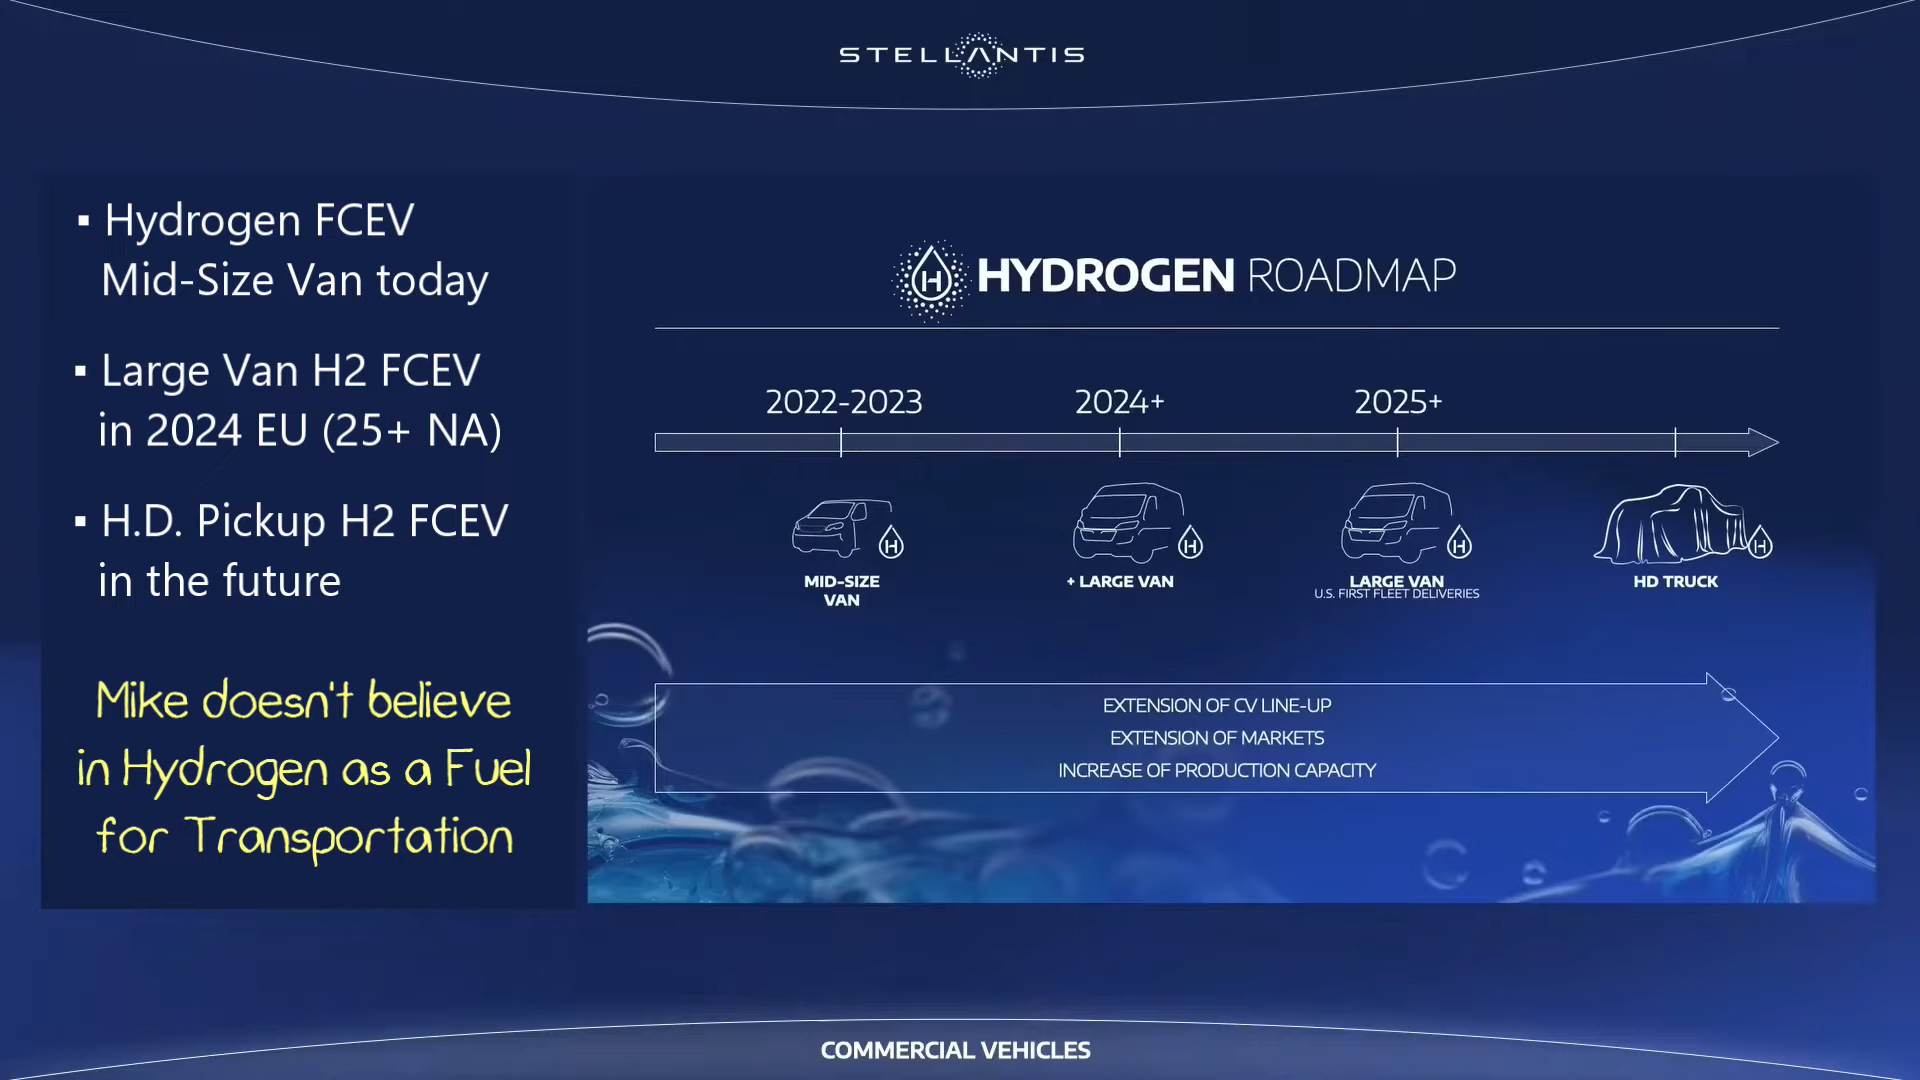 STELLANTIS
▪ Hydrogen FCEV
Mid-Size Van today
▪ Large Van H2 FCEV
in 2024 EU (25+ NA)
▪ H.D. Pickup H2 FCEV
in the future
Mike doesn't believe
in Hydrogen as a Fuel
for Transportation
H HYDROGEN ROADMAP
2022-2023
2024+
2025+
H
H
H
H
MID-SIZE
VAN
+ LARGE VAN
LARGE VAN
U.S. FIRST FLEET DELIVERIES
HD TRUCK
EXTENSION OF CV LINE-UP
EXTENSION OF MARKETS
INCREASE OF PRODUCTION CAPACITY
COMMERCIAL VEHICLES